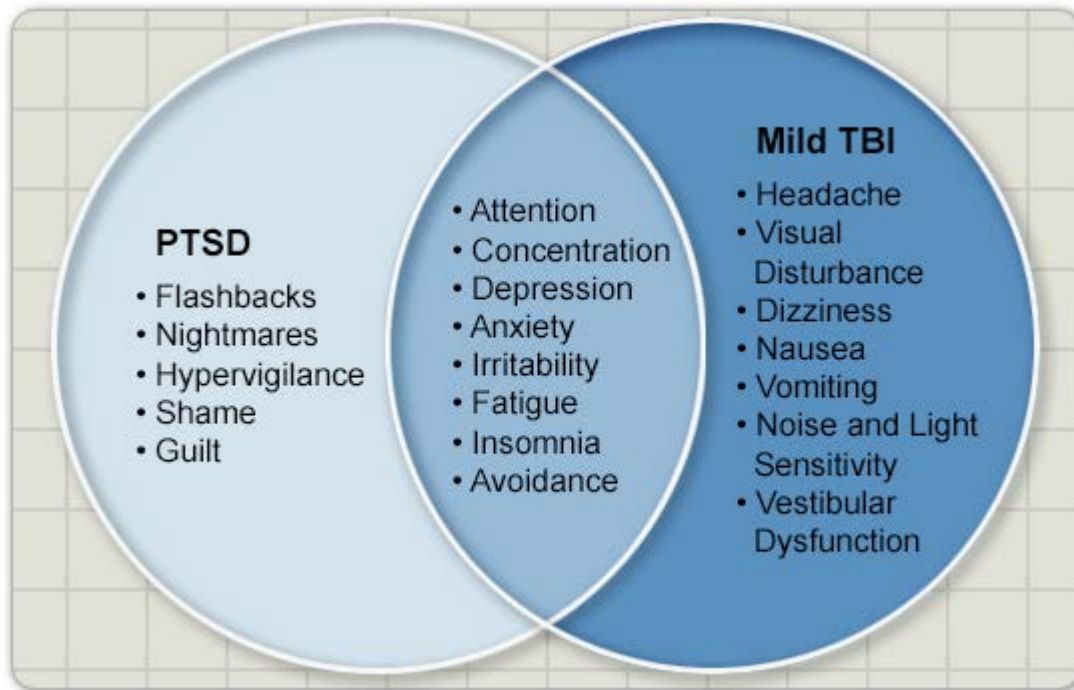 PTSD
• Flashbacks
• Nightmares
• Hypervigilance
• Shame
• Guilt
• Attention
• Concentration
• Depression
• Anxiety
• Irritability
• Fatigue
• Insomnia
• Avoidance
Mild TBI
• Headache
• Visual
Disturbance
• Dizziness
• Nausea
• Vomiting
• Noise and Light
Sensitivity
• Vestibular
Dysfunction